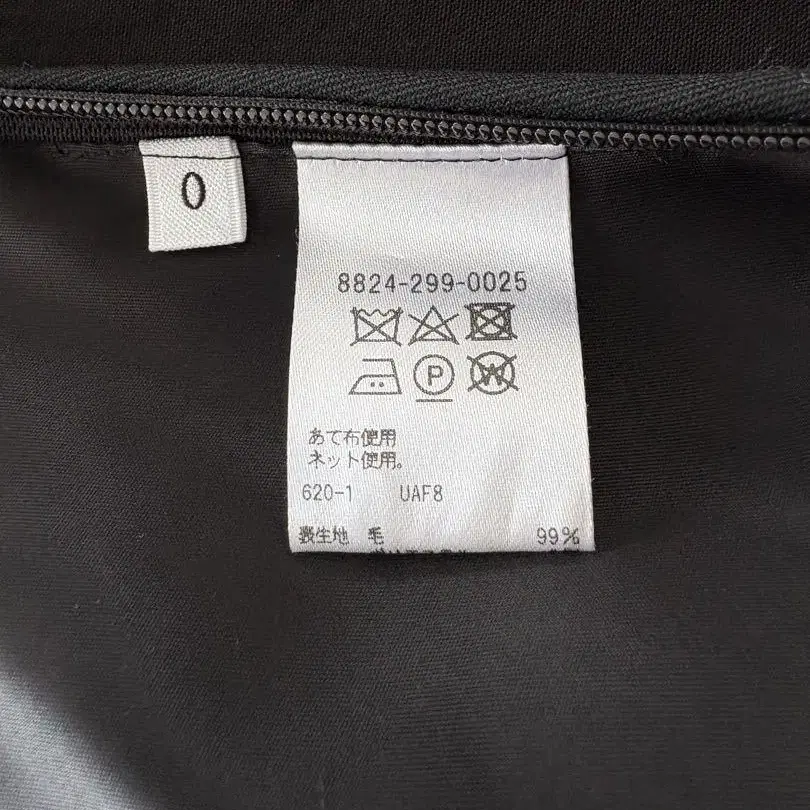 0
8824-299-0025
P
W
あて布使用
ネット使用。
620-1 UAF8
表生地 毛 99%